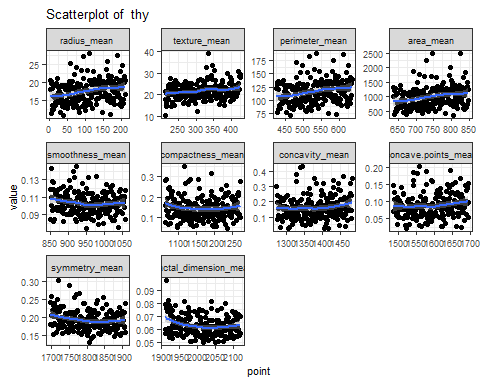 Scatterplot of thy
radius_mean texture_mean perimeter_mean area_mean
25
20
15
0 50 100 150 200
40
30
20
10
250 300 350 400
175
150
125
100
75
450 500 550 600
2500
2000
1500
1000
500
650 700 750 800 850
smoothness_mean compactness_mean concavity_mean oncave.points_mea
0.13
0.11
0.09
850 900 950 1000 1050
0.3
0.2
0.1
1100 1150 1200 1250
0.4
0.3
0.2
0.1
1300 1350 1400 1450
0.20
0.15
0.10
0.05
1500 1550 1600 1650 1700
symmetry_mean ctal_dimension_me
0.30
0.25
0.20
0.15
1700 1750 1800 1850 1900
0.09
0.08
0.07
0.06
0.05
1900 1950 2000 2050 2100
value
point